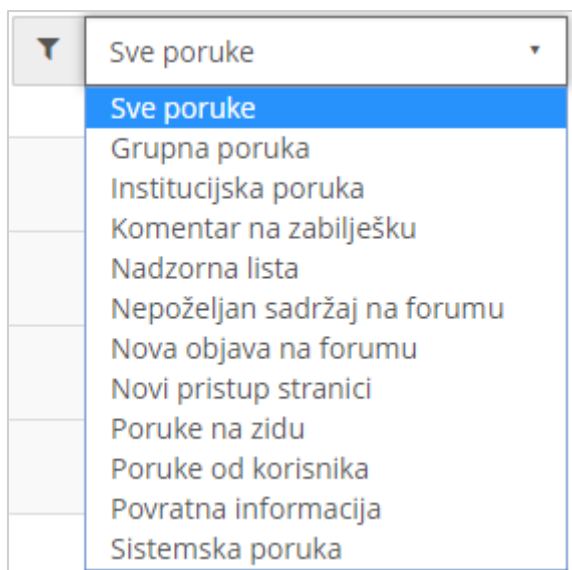 Sve poruke
Sve poruke
Grupna poruka
Institucijska poruka
Komentar na zabilješku
Nadzorna lista
Nepoželjan sadržaj na forumu
Nova objava na forumu
Novi pristup stranici
Poruke na zidu
Poruke od korisnika
Povratna informacija
Sistemska poruka